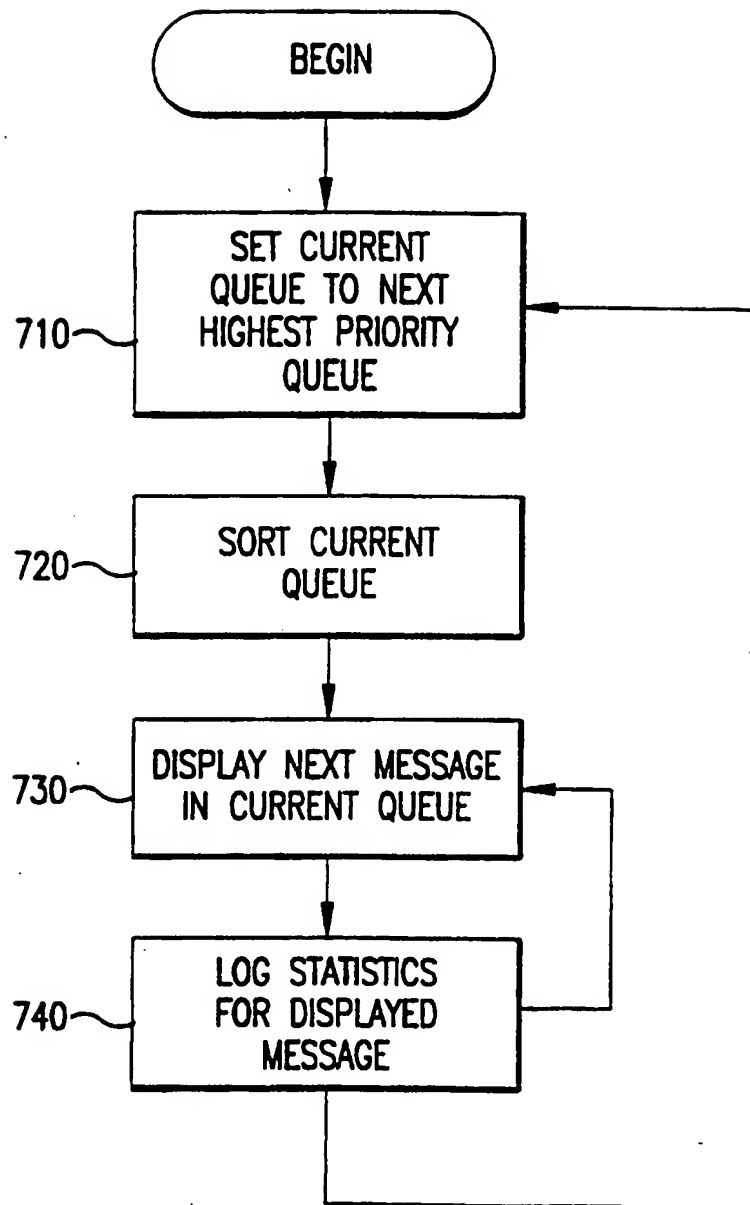 BEGIN
SET CURRENT
QUEUE TO NEXT
HIGHEST PRIORITY
QUEUE
710
SORT CURRENT
QUEUE
720
DISPLAY NEXT MESSAGE
IN CURRENT QUEUE
730
LOG STATISTICS
FOR DISPLAYED
MESSAGE
740